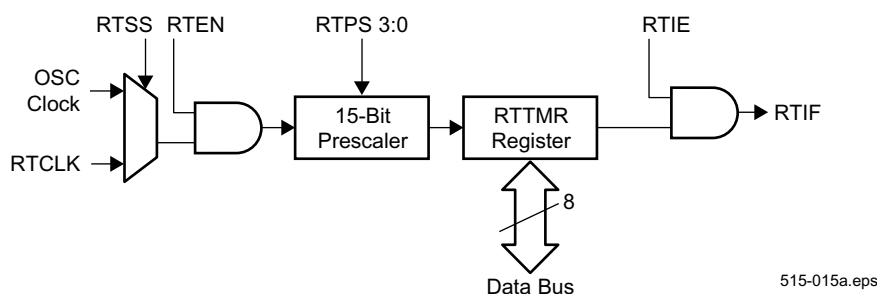 RTSS RTEN RTPS 3:0 RTIE
OSC
Clock
15-Bit
Prescaler
RTTMR
Register
RTIF
RTCLK
8
Data Bus
515-015a.eps